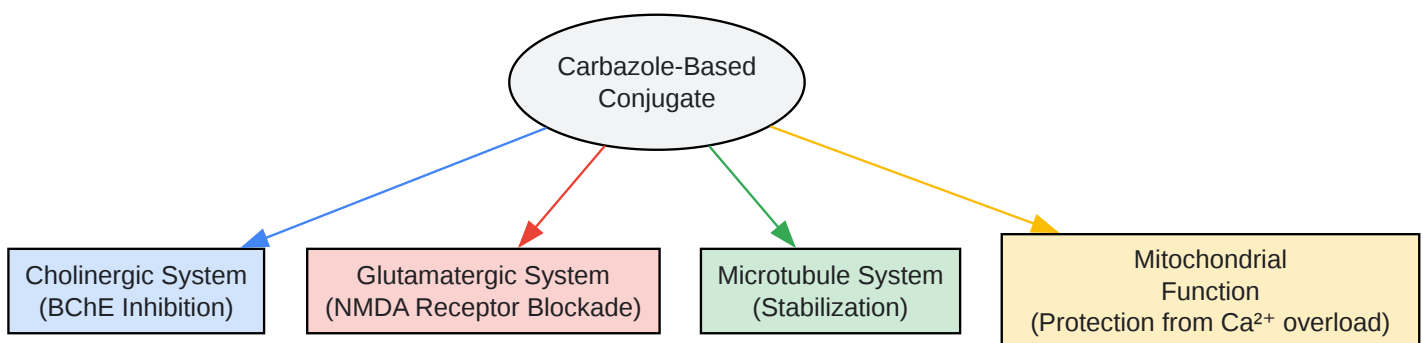 Carbazole-Based
Conjugate
Cholinergic System
(BChE Inhibition)
Glutamatergic System
(NMDA Receptor Blockade)
Microtubule System
(Stabilization)
Mitochondrial
Function
(Protection from Ca²⁺ overload)